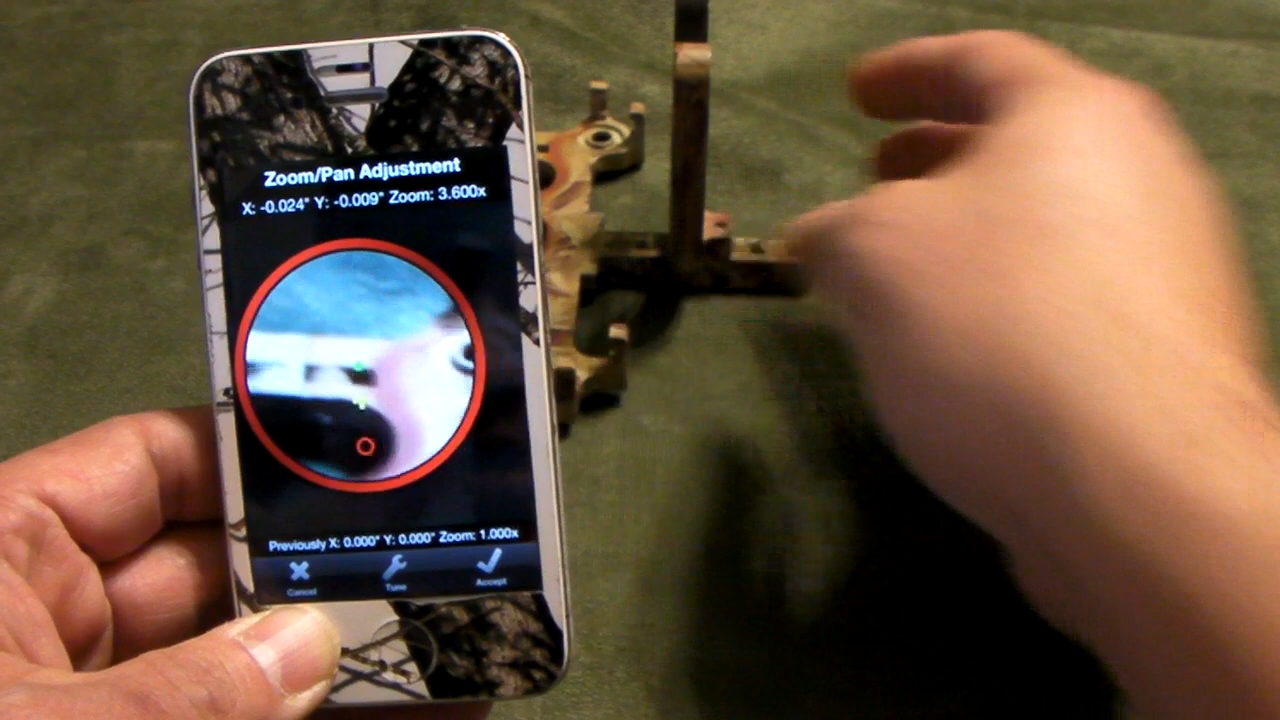 Zoom/Pan Adjustment
X: -0.024" Y: -0.009" Zoom: 3.600x
Previously X: 0.000" Y: 0.000" Zoom: 1.000x
Cancel Tune Accept